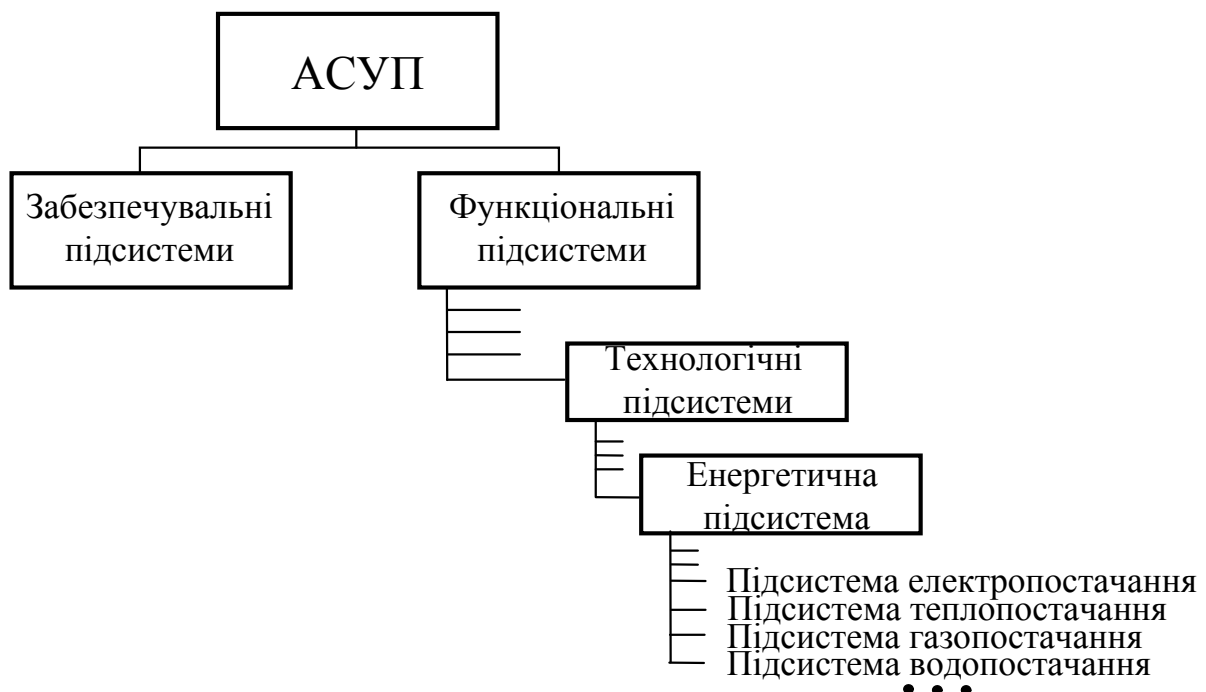 АСУП
Забезпечувальні
підсистеми
Функціональні
підсистеми
Технологічні
підсистеми
Енергетична
підсистема
Підсистема електропостачання
Підсистема теплопостачання
Підсистема газопостачання
Підсистема водопостачання
...